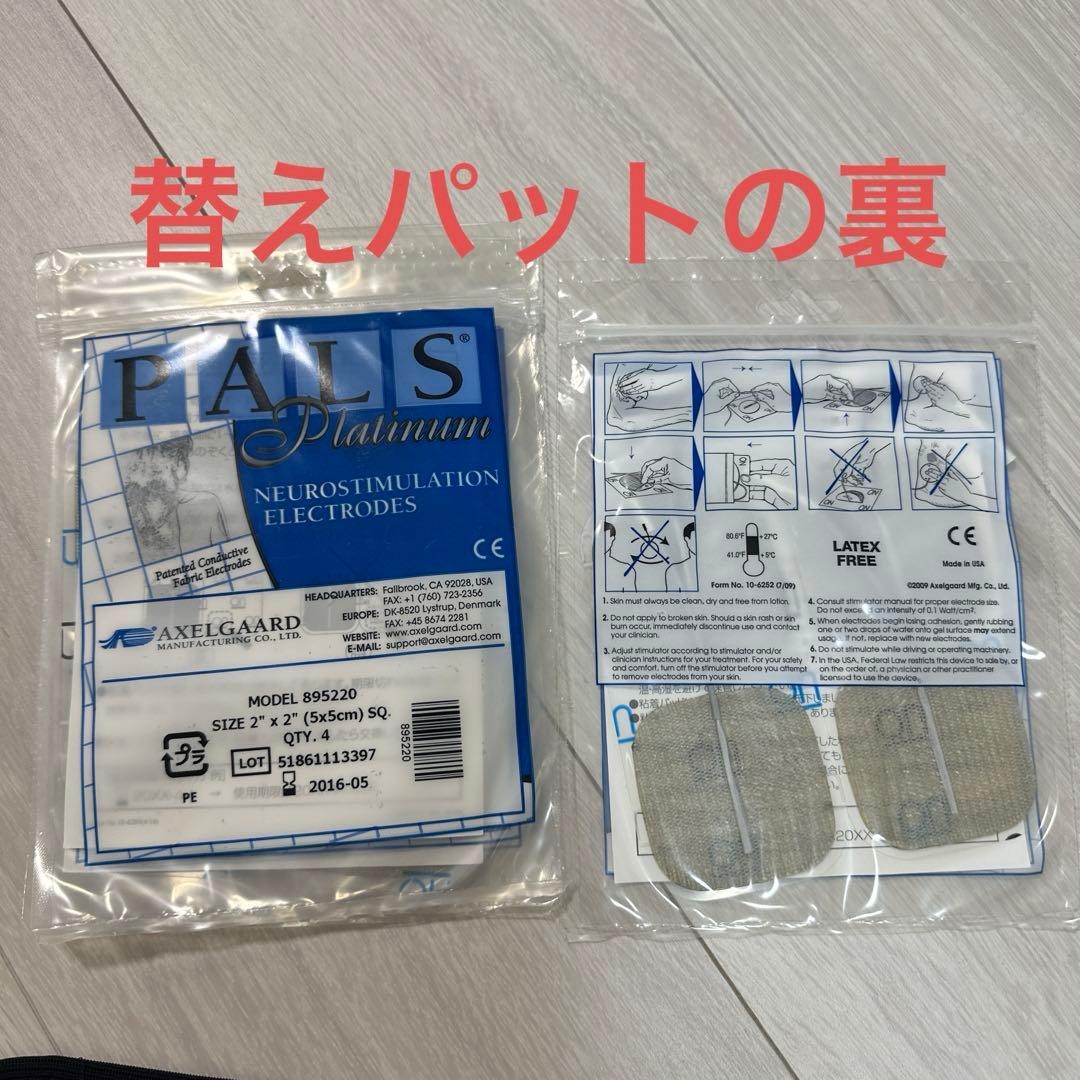 替えパットの裏
PALS®
Platinum
NEUROSTIMULATION
ELECTRODES
CE
Patented Conductive
Fabric Electrodes
AXELGAARD
MANUFACTURING CO., LTD.
HEADQUARTERS: Fallbrook, CA 92028, USA
FAX: +1 (760) 723-2356
EUROPE: DK-8520 Lystrup, Denmark
FAX: +45 8674 2281
WEBSITE: www.axelgaard.com
E-MAIL: support@axelgaard.com
MODEL 895220
SIZE 2" x 2" (5x5cm) SQ.
QTY. 4
プラ
PE
LOT 51861113397
2016-05
895220
ON
80.6°F +27°C
41.0°F +5°C
LATEX
FREE
CE
Made in USA
Form No. 10-6252 (7/09)
©2009 Axelgaard Mfg. Co., Ltd.
1. Skin must always be clean, dry and free from lotion.
2. Do not apply to broken skin. Should a skin rash or skin
burn occur, immediately discontinue use and contact
your clinician.
3. Adjust stimulator according to stimulator and/or
clinician instructions for your treatment. For your safety
and comfort, turn off the stimulator before you attempt
to remove electrodes from your skin.
4. Consult stimulator manual for proper electrode size.
Do not exceed an intensity of 0.1 Watt/cm².
5. When electrodes begin losing adhesion, gently rubbing
one or two drops of water onto gel surface may extend
usage. If not, replace with new electrodes.
6. Do not stimulate while driving or operating machinery.
7. In the USA, Federal Law restricts this device to sale by, or
on the order of, a physician or other practitioner
licensed to use the device.
20XX